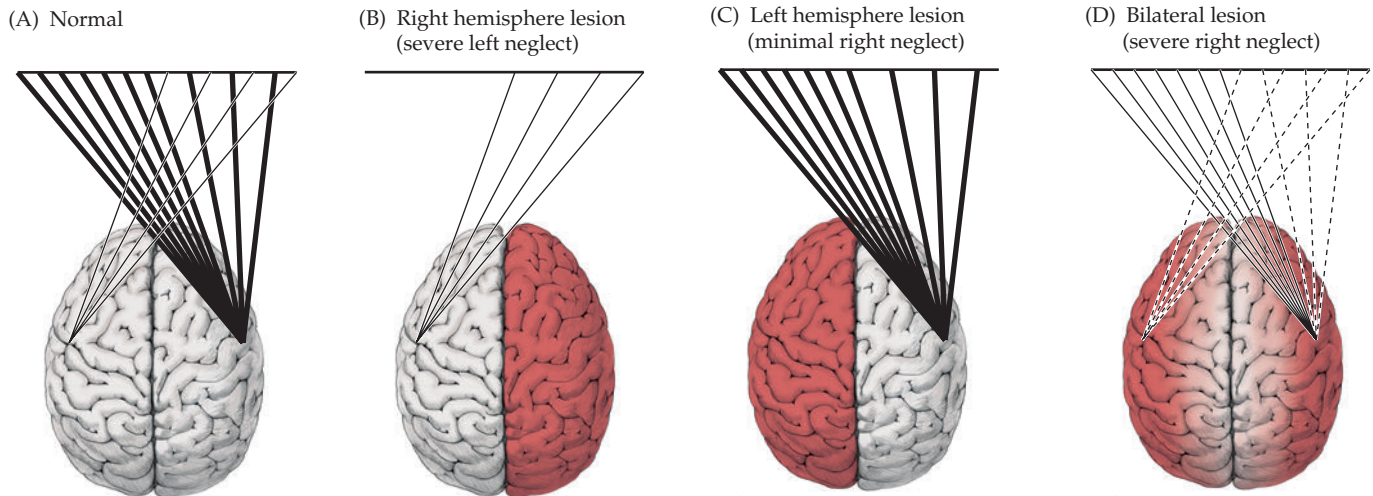 (A) Normal
(B) Right hemisphere lesion
(severe left neglect)
(C) Left hemisphere lesion
(minimal right neglect)
(D) Bilateral lesion
(severe right neglect)